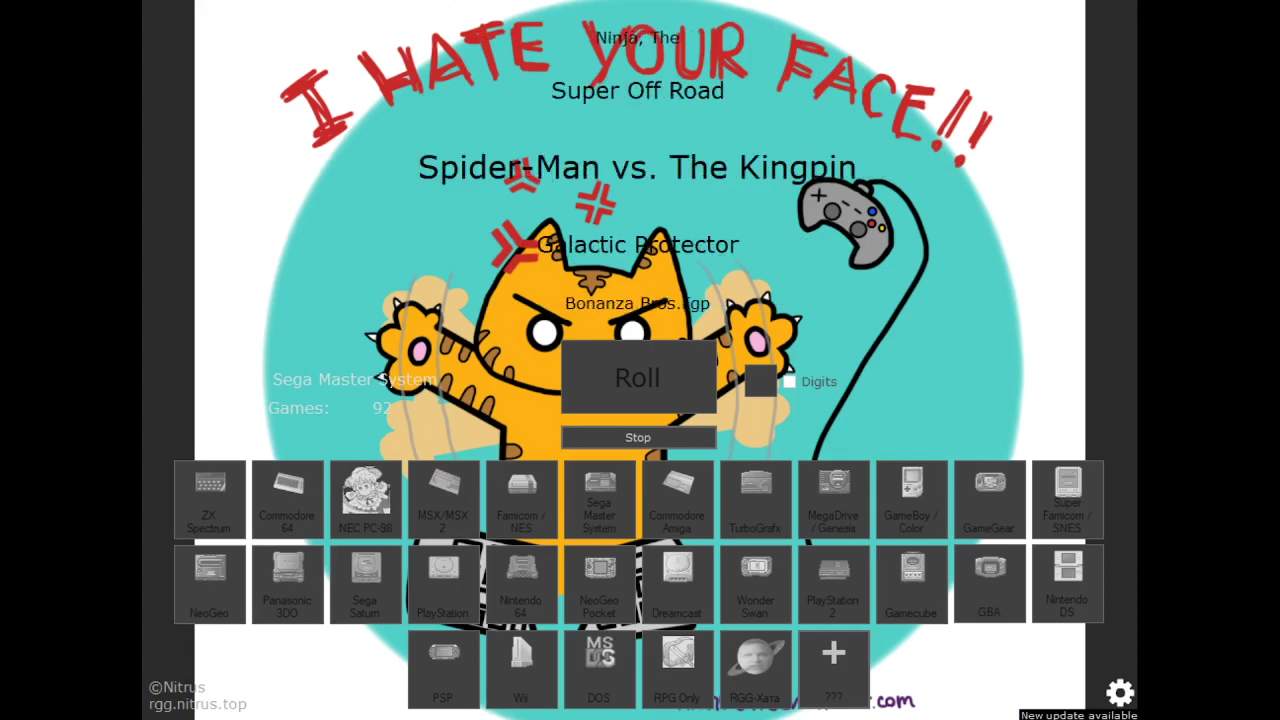 I HATE YOUR FACE!!
Ninja, The
Super Off Road
Spider-Man vs. The Kingpin
Galactic Protector
Bonanza Bros.fgp
Roll
Digits
Sega Master System
Games: 92
Stop
ZX Spectrum
Commodore 64
NEC PC-98
MSX/MSX 2
Famicom / NES
Sega Master System
Commodore Amiga
TurboGrafx
MegaDrive / Genesis
GameBoy / Color
GameGear
Super Famicom / SNES
NeoGeo
Panasonic 3DO
Sega Saturn
PlayStation
Nintendo 64
NeoGeo Pocket
Dreamcast
Wonder Swan
PlayStation 2
Gamecube
GBA
Nintendo DS
PSP
Wii
MS DOS
DOS
RPG Only
RGG-Хата
+
???
.com
©Nitrus
rgg.nitrus.top
New update available